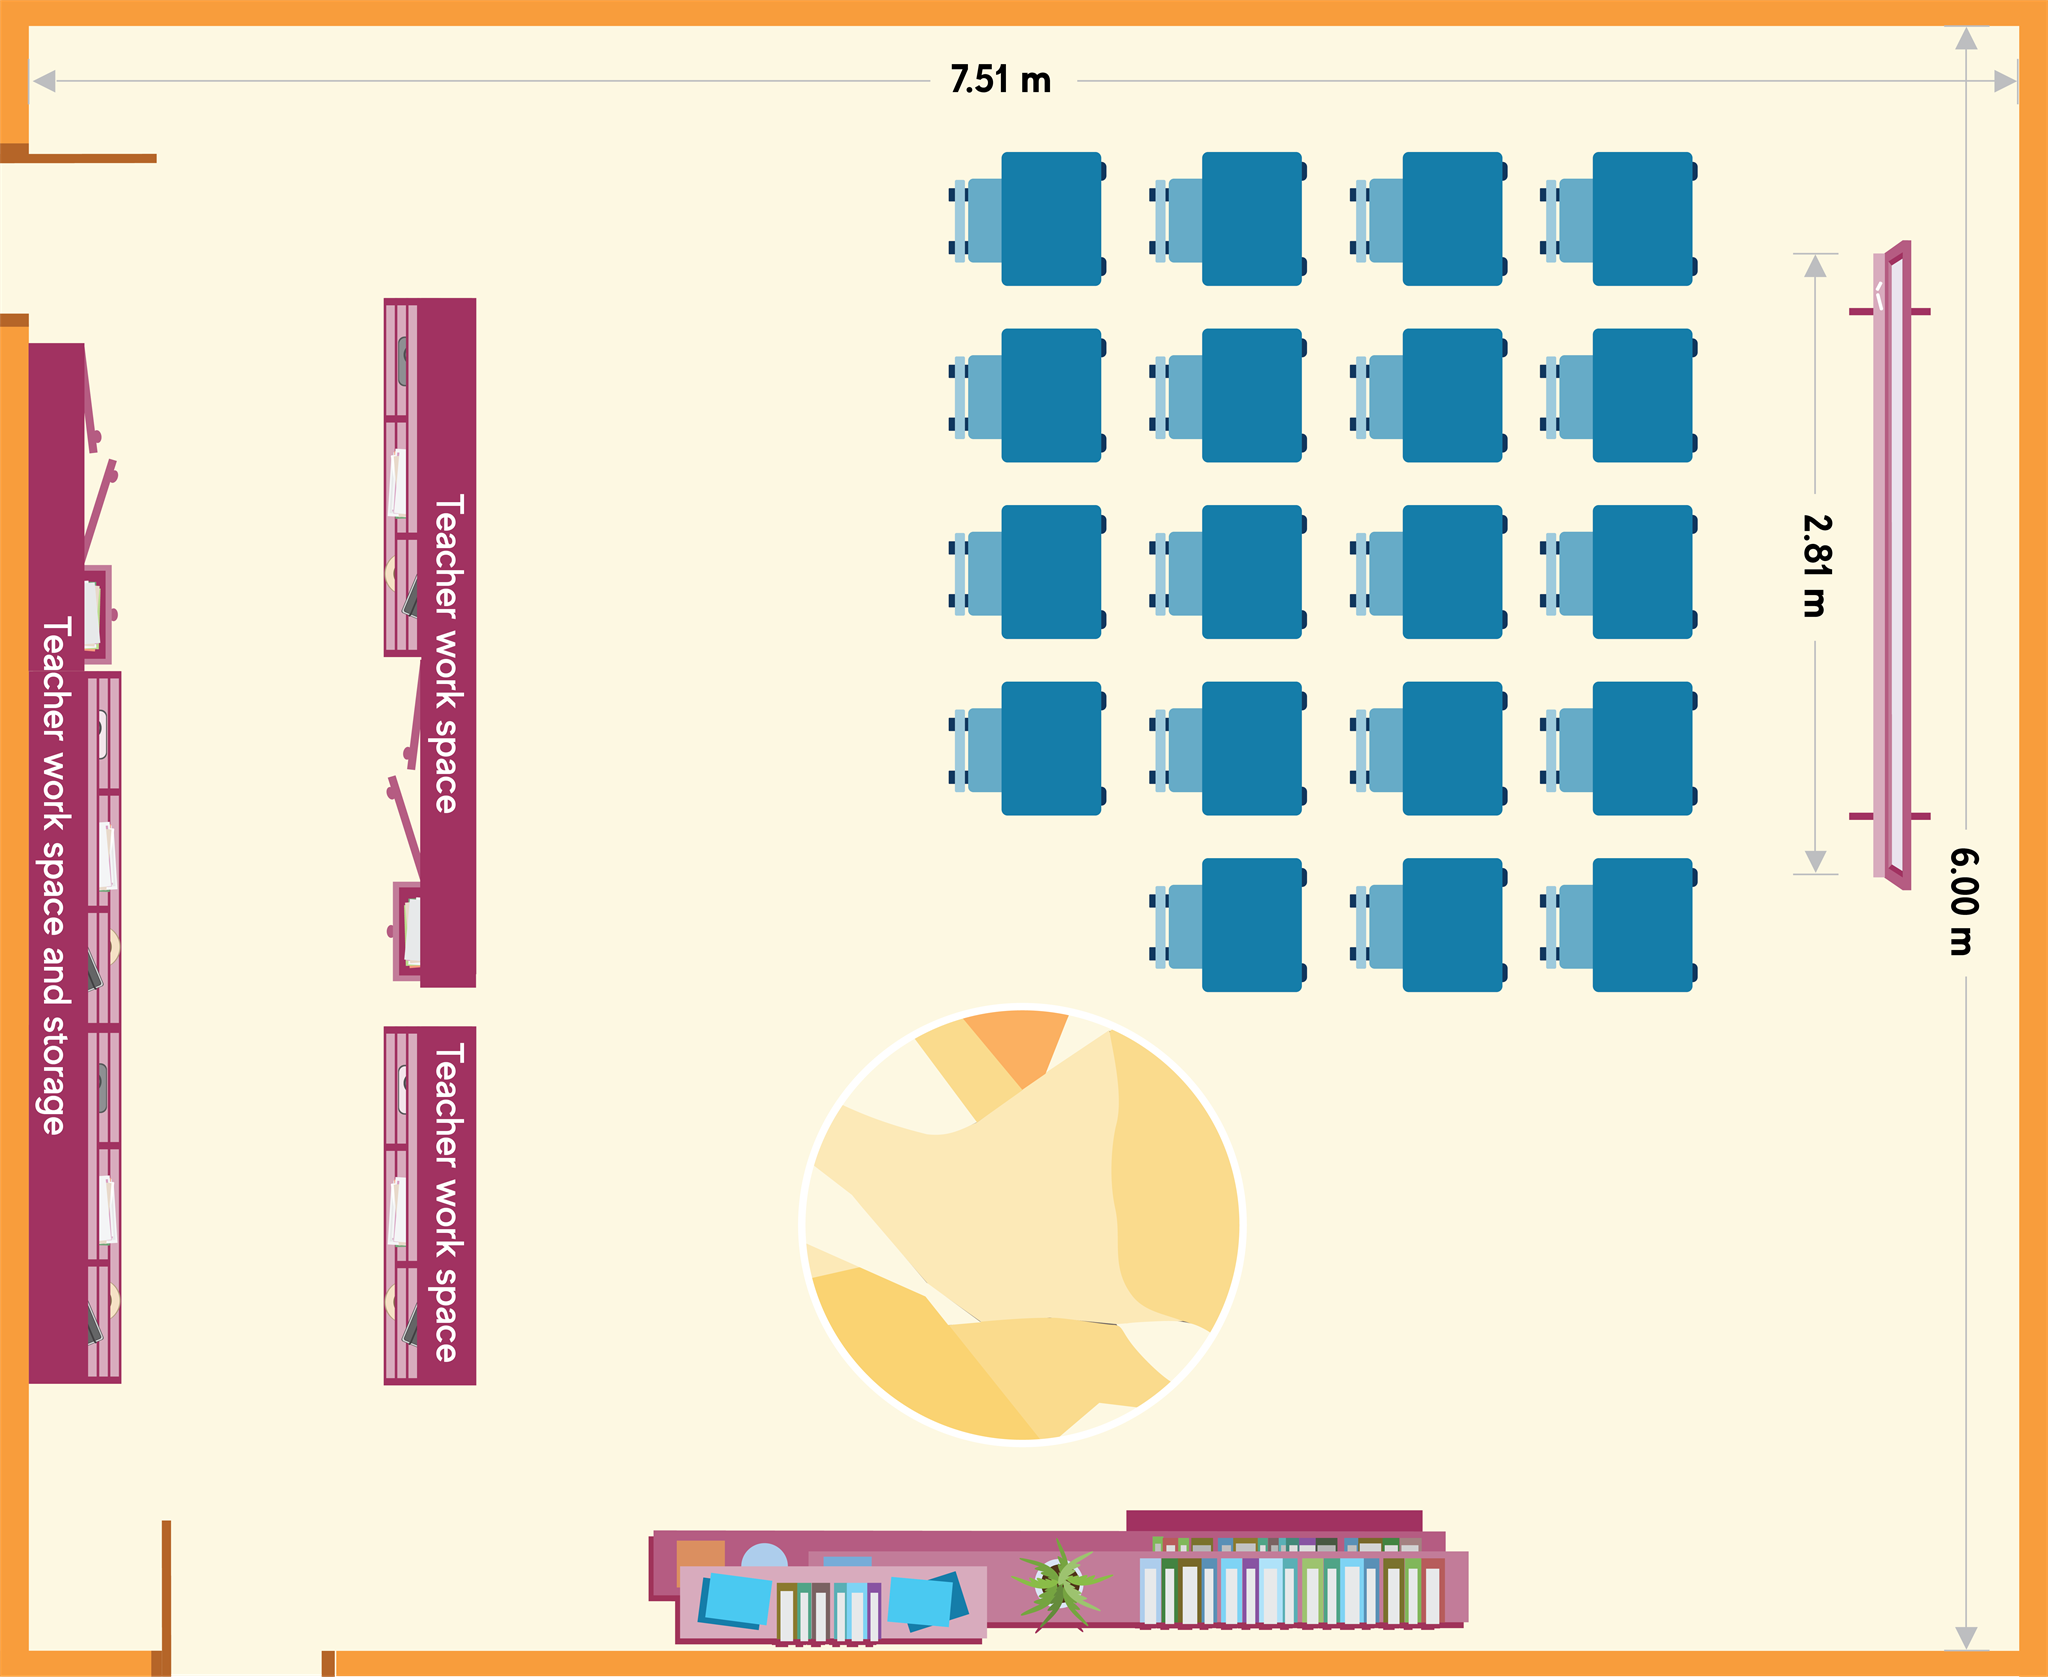 7.51 m
2.81 m
6.00 m
Teacher work space
Teacher work space and storage
Teacher work space